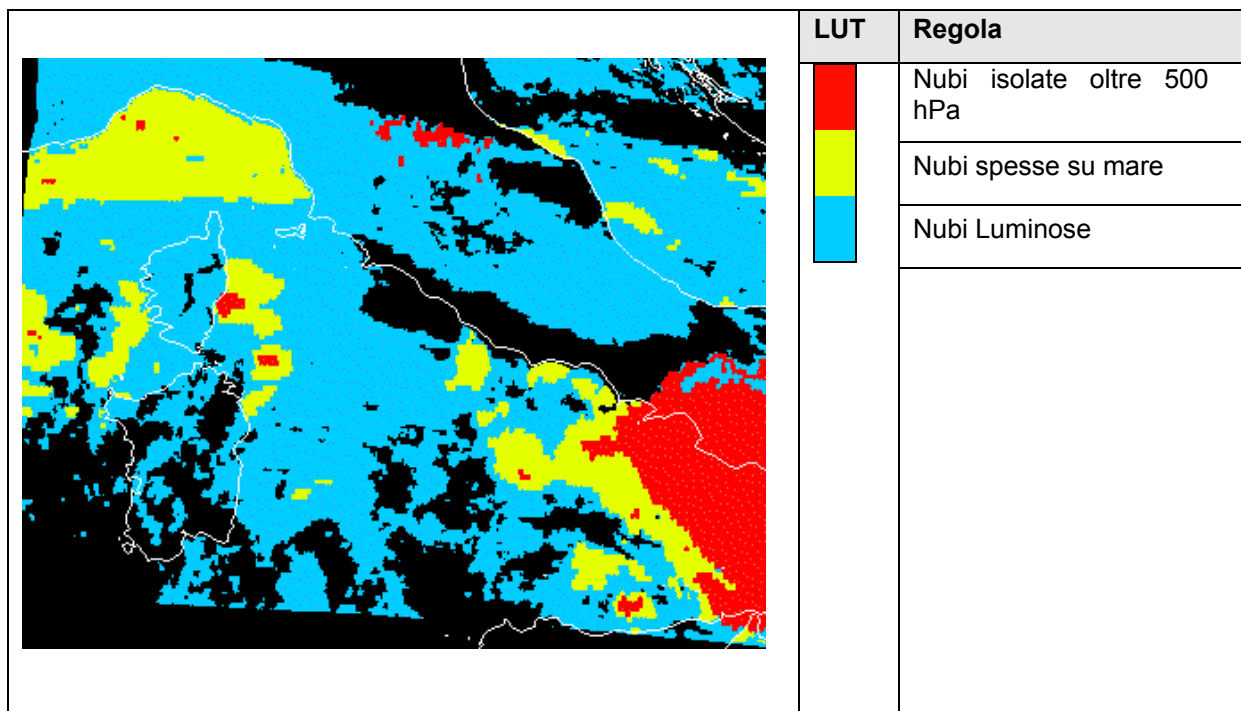 LUT Regola
Nubi isolate oltre 500
hPa
Nubi spesse su mare
Nubi Luminose